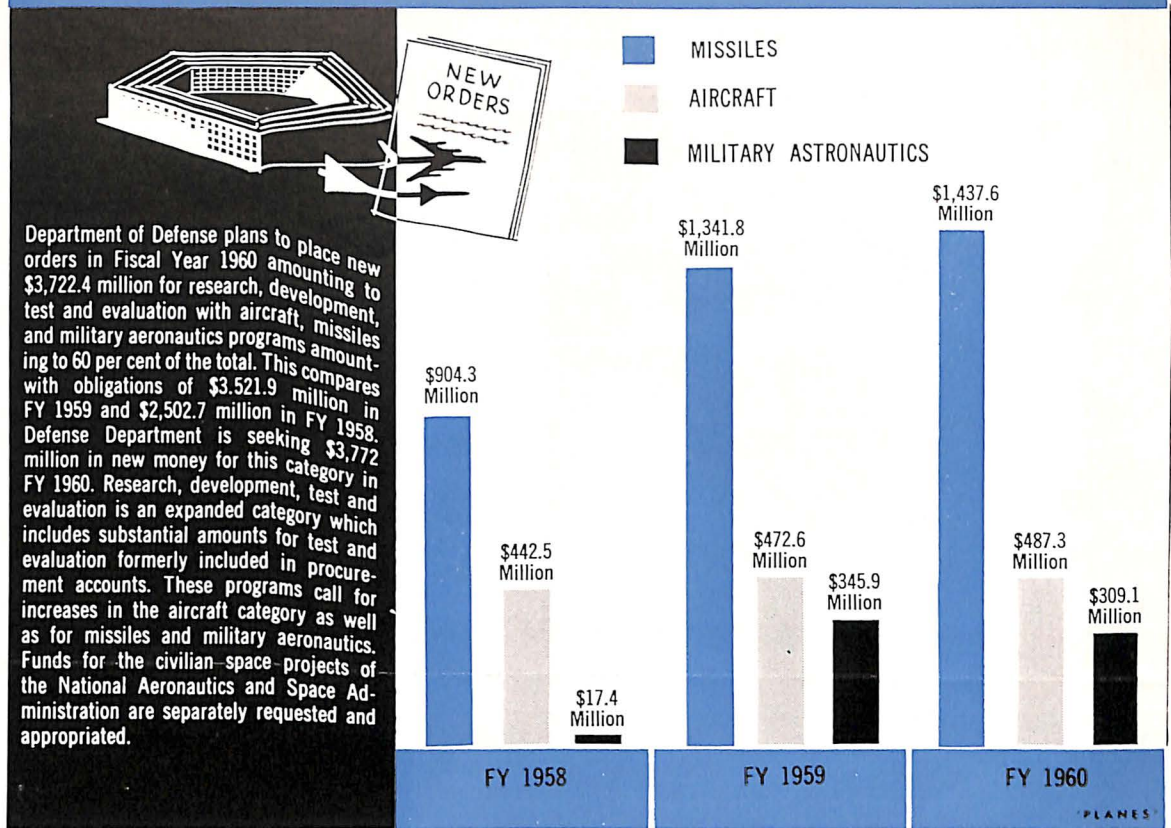 NEW
ORDERS
Department of Defense plans to place new
orders in Fiscal Year 1960 amounting to
$3,722.4 million for research, development,
test and evaluation with aircraft, missiles
and military aeronautics programs amount-
ing to 60 per cent of the total. This compares
with obligations of $3.521.9 million in
FY 1959 and $2,502.7 million in FY 1958.
Defense Department is seeking $3,772
million in new money for this category in
FY 1960. Research, development, test and
evaluation is an expanded category which
includes substantial amounts for test and
evaluation formerly included in procure-
ment accounts. These programs call for
increases in the aircraft category as well
as for missiles and military aeronautics.
Funds for the civilian space projects of
the National Aeronautics and Space Ad-
ministration are separately requested and
appropriated.
MISSILES
AIRCRAFT
MILITARY ASTRONAUTICS
$904.3
Million
$442.5
Million
$17.4
Million
FY 1958
$1,341.8
Million
$472.6
Million
$345.9
Million
FY 1959
$1,437.6
Million
$487.3
Million
$309.1
Million
FY 1960
'PLANES'